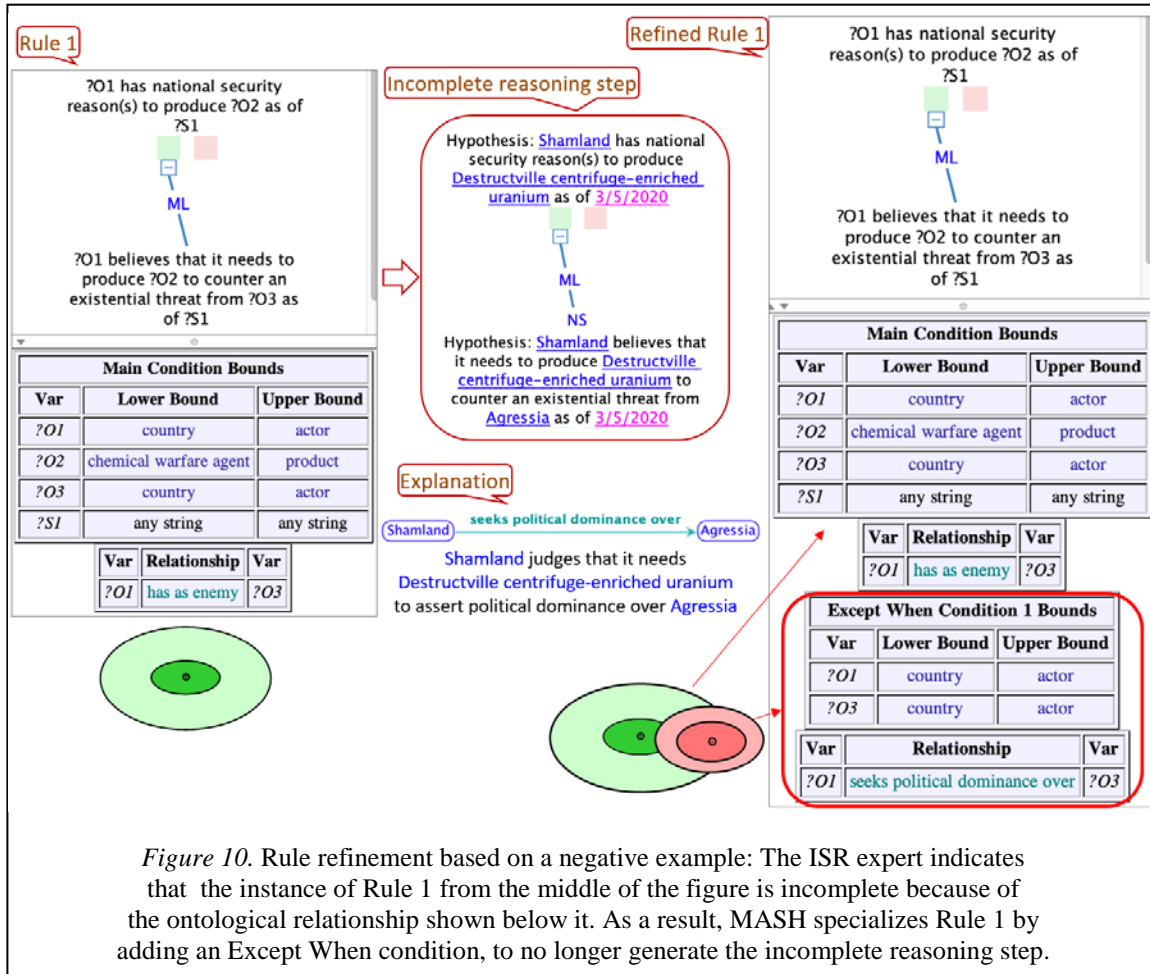 Rule 1
?O1 has national security
reason(s) to produce ?O2 as of
?S1
ML
?O1 believes that it needs to
produce ?O2 to counter an
existential threat from ?O3 as
of ?S1
Main Condition Bounds
Var Lower Bound Upper Bound
?O1 country actor
?O2 chemical warfare agent product
?O3 country actor
?S1 any string any string
Var Relationship Var
?O1 has as enemy ?O3
Incomplete reasoning step
Hypothesis: Shamland has national
security reason(s) to produce
Destructville centrifuge-enriched
uranium as of 3/5/2020
ML
NS
Hypothesis: Shamland believes that
it needs to produce Destructville
centrifuge-enriched uranium to
counter an existential threat from
Agressia as of 3/5/2020
Explanation
seeks political dominance over
Shamland Agressia
Shamland judges that it needs
Destructville centrifuge-enriched uranium
to assert political dominance over Agressia
Refined Rule 1
?O1 has national security
reason(s) to produce ?O2 as of
?S1
ML
?O1 believes that it needs to
produce ?O2 to counter an
existential threat from ?O3 as
of ?S1
Main Condition Bounds
Var Lower Bound Upper Bound
?O1 country actor
?O2 chemical warfare agent product
?O3 country actor
?S1 any string any string
Var Relationship Var
?O1 has as enemy ?O3
Except When Condition 1 Bounds
Var Lower Bound Upper Bound
?O1 country actor
?O3 country actor
Var Relationship Var
?O1 seeks political dominance over ?O3
Figure 10. Rule refinement based on a negative example: The ISR expert indicates
that the instance of Rule 1 from the middle of the figure is incomplete because of
the ontological relationship shown below it. As a result, MASH specializes Rule 1 by
adding an Except When condition, to no longer generate the incomplete reasoning step.